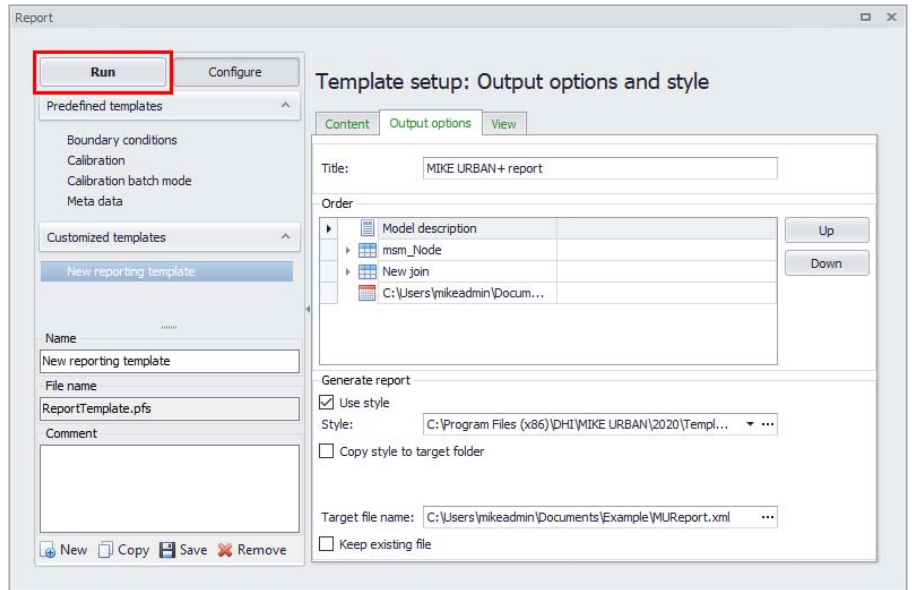 Report
Run Configure
Predefined templates
Boundary conditions
Calibration
Calibration batch mode
Meta data
Customized templates
New reporting template
Name
New reporting template
File name
ReportTemplate.pfs
Comment
New Copy Save Remove
Template setup: Output options and style
Content Output options View
Title: MIKE URBAN+ report
Order
Model description
msm_Node
New join
C:\Users\mikeadmin\Docum...
Up
Down
Generate report
Use style
Style: C:\Program Files (x86)\DHI\MIKE URBAN\2020\Templ...
Copy style to target folder
Target file name: C:\Users\mikeadmin\Documents\Example\MUReport.xml
Keep existing file